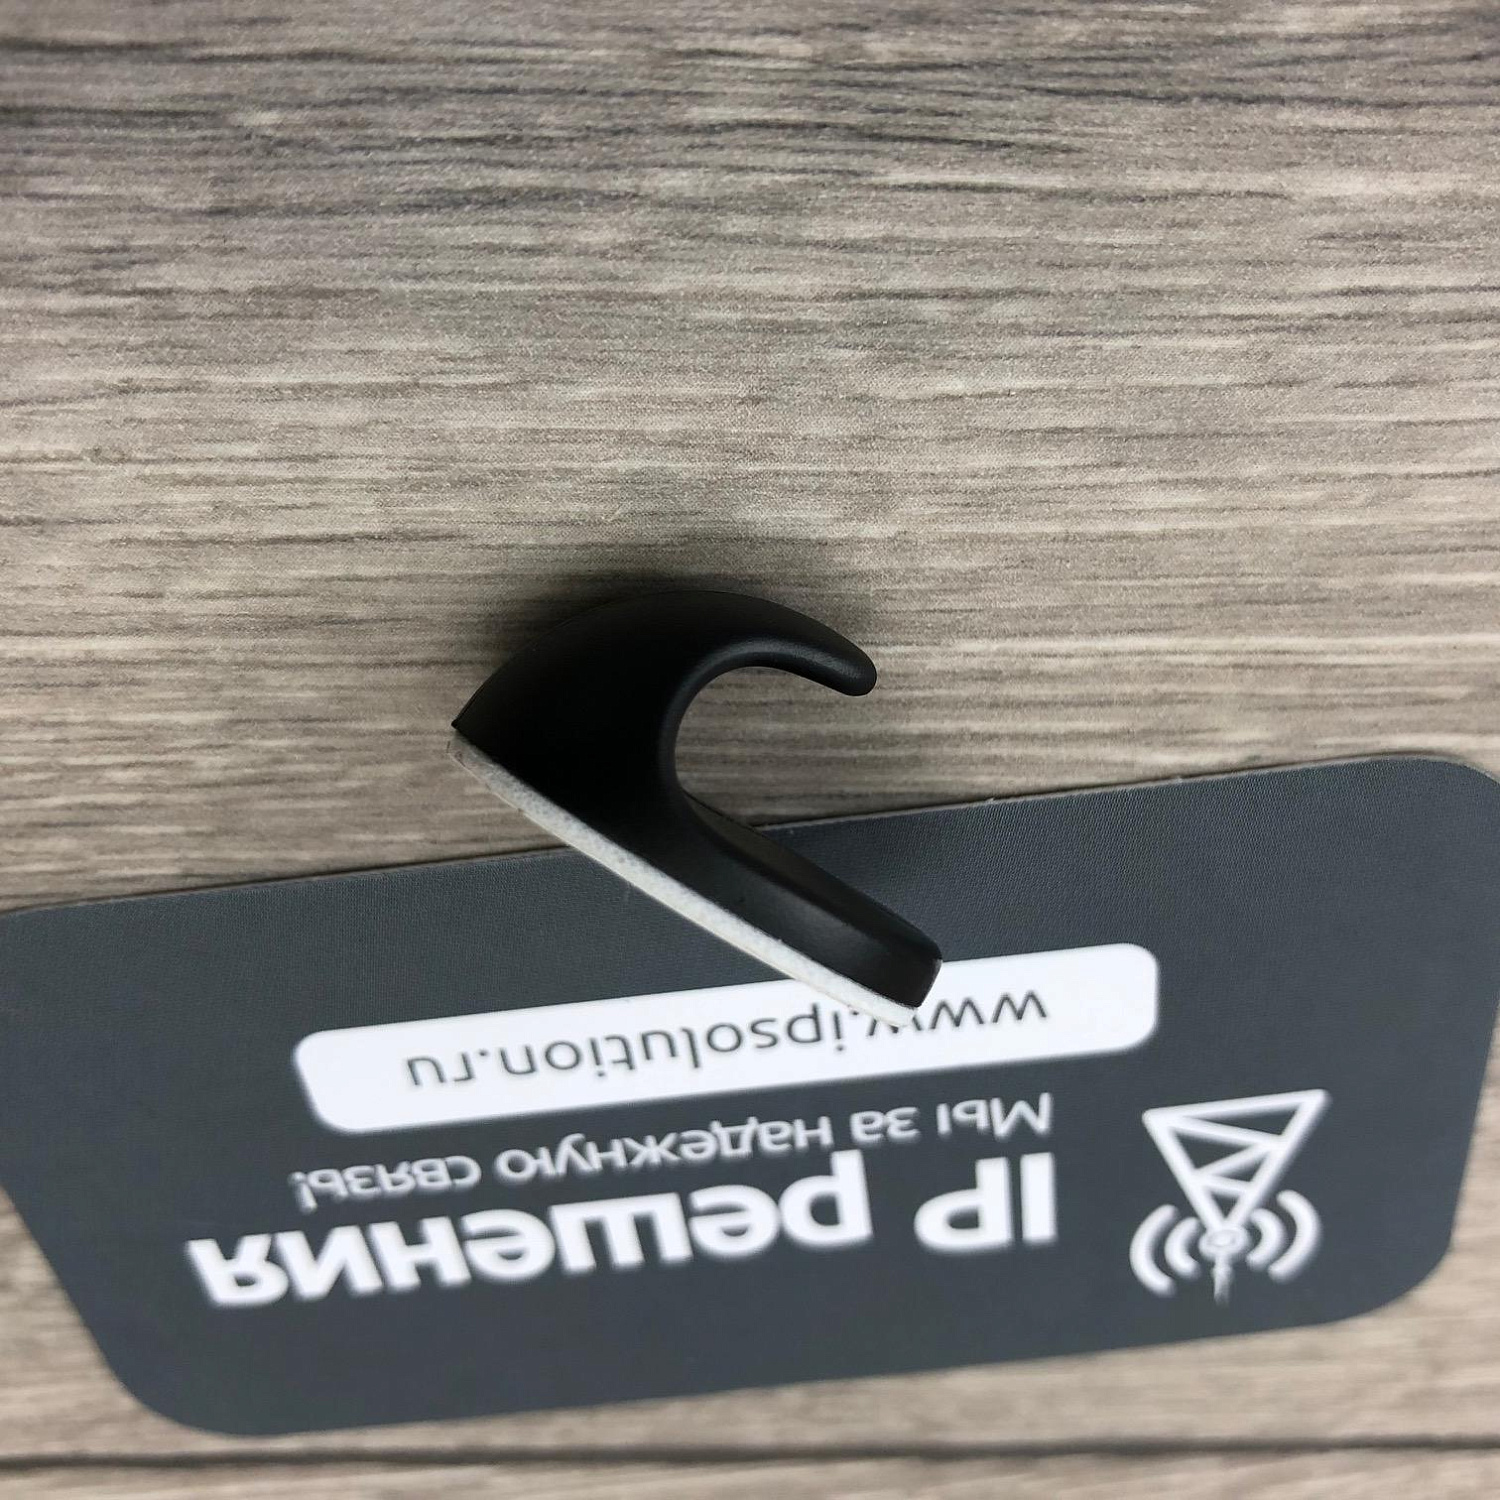 IP решения
Мы за надежную связь!
www.ipsolution.ru